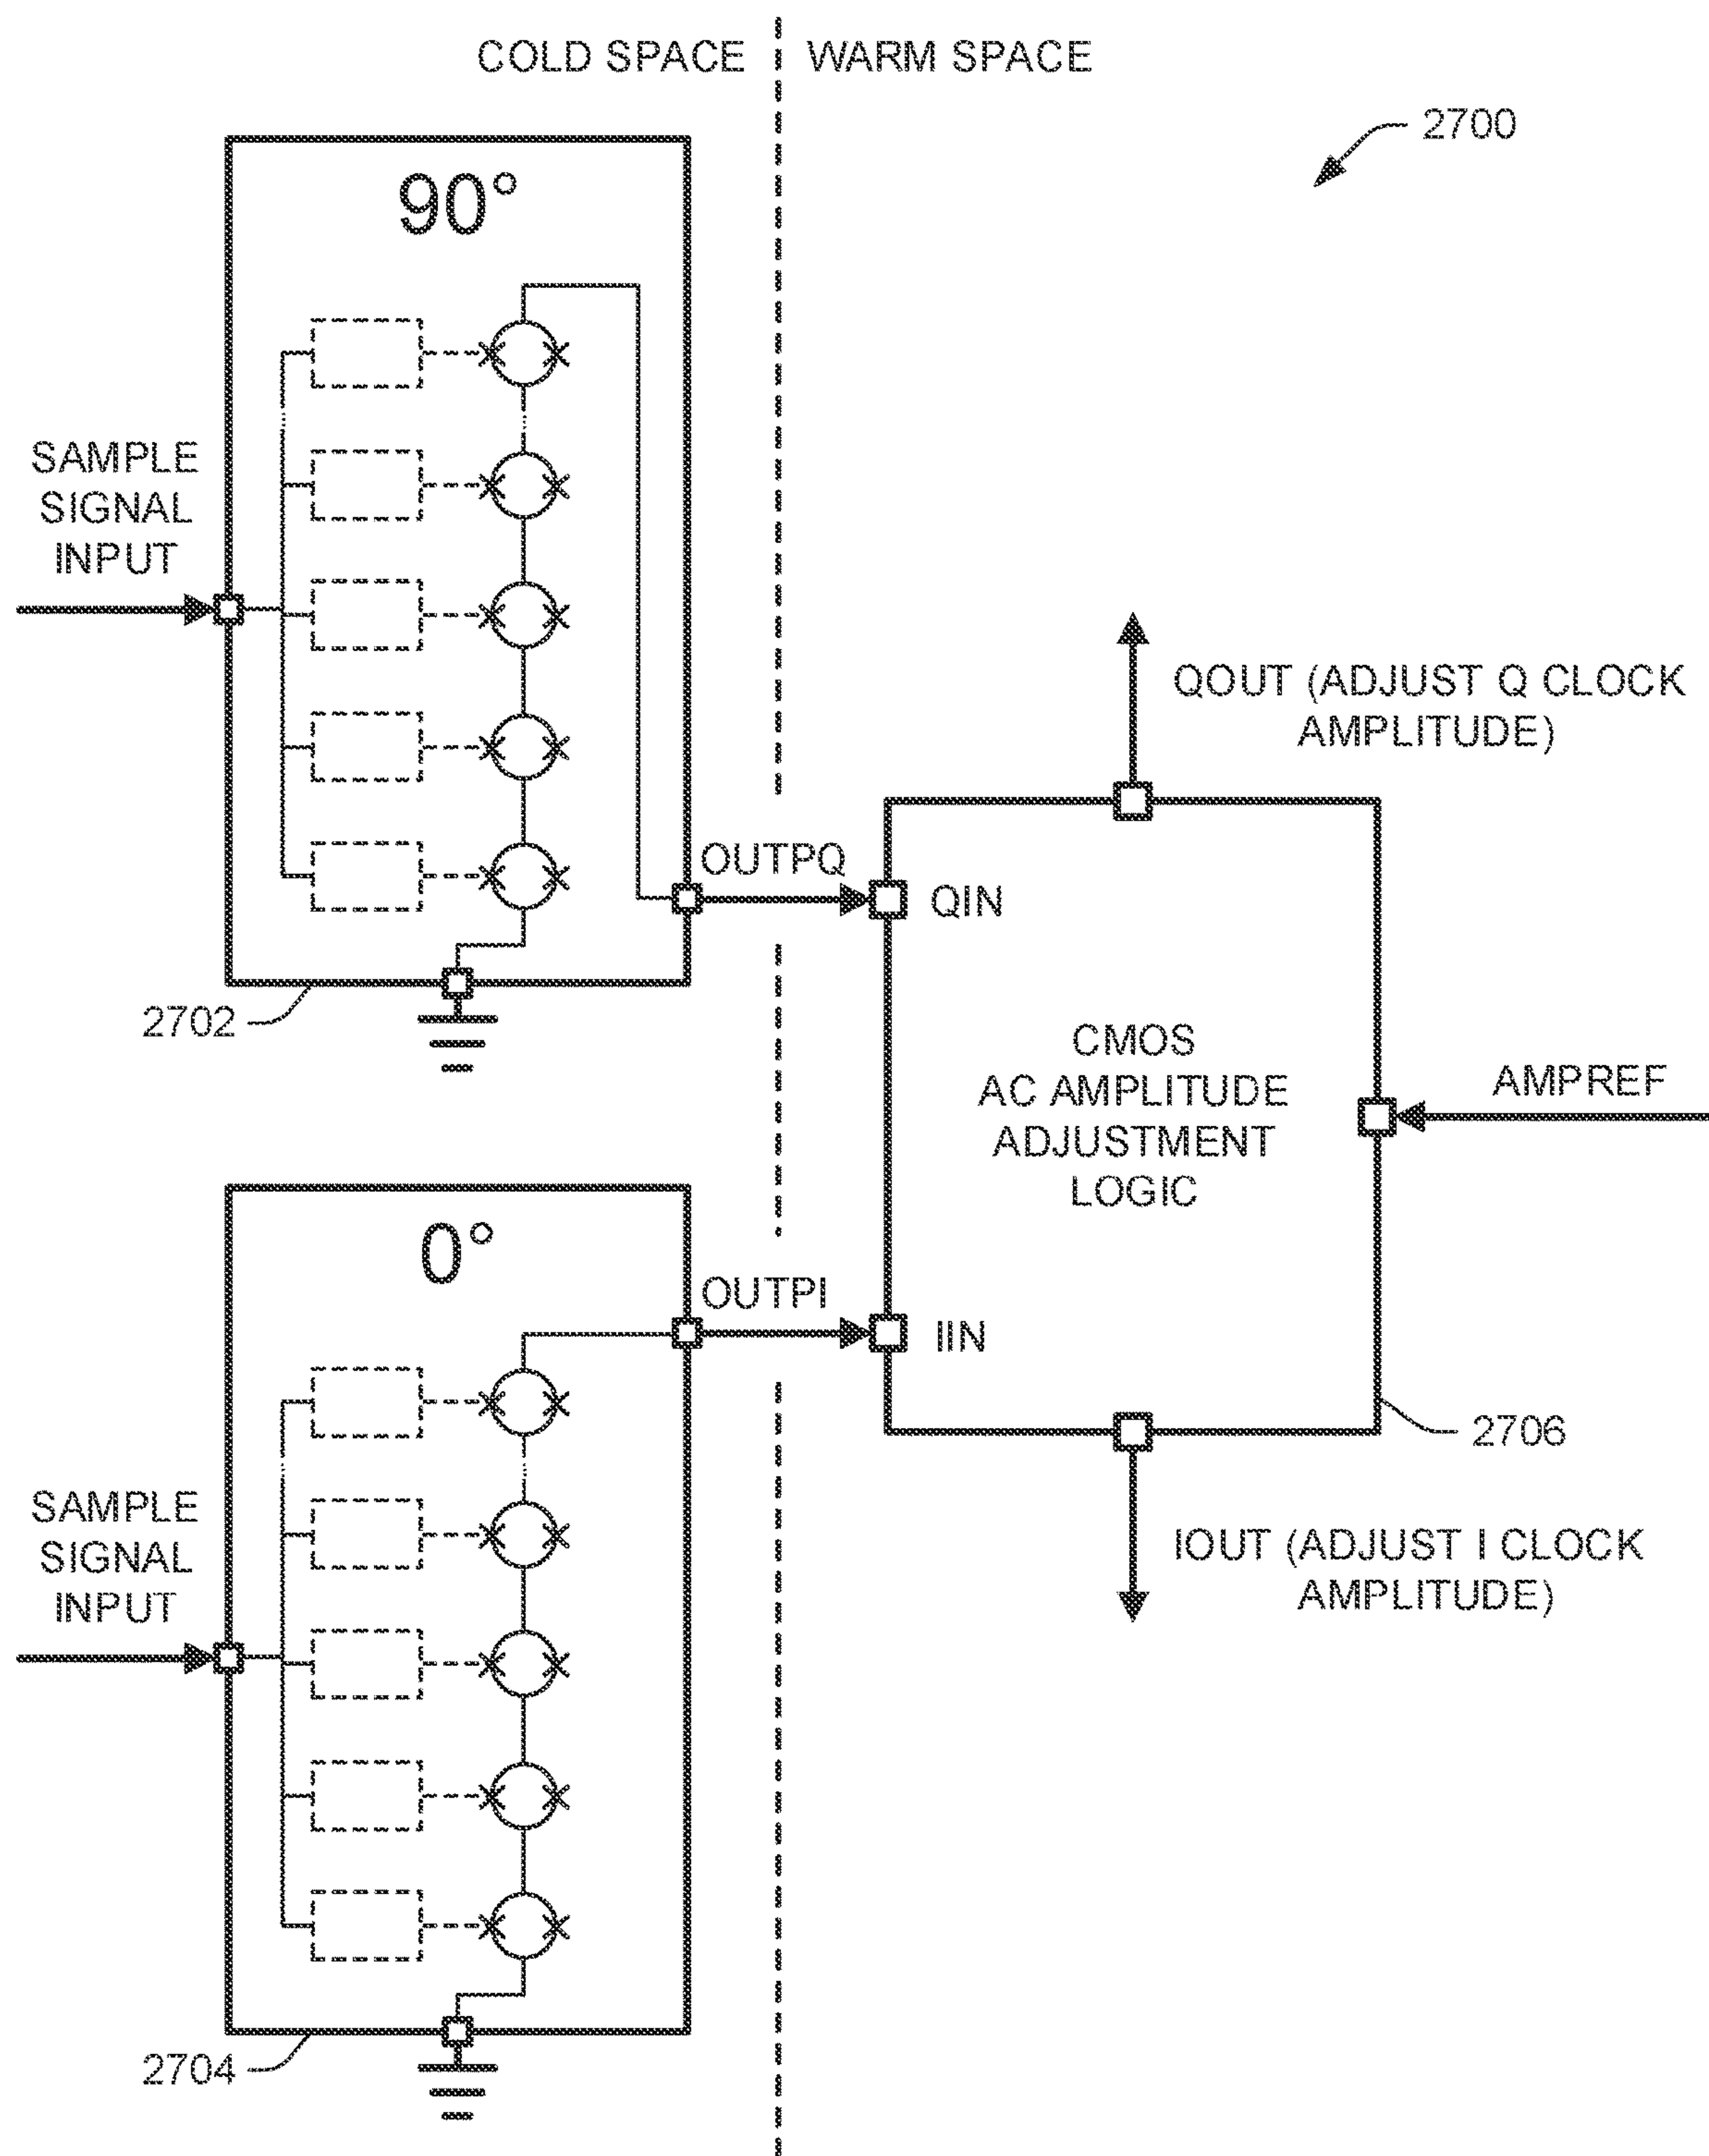 COLD SPACE
WARM SPACE
2700
90°
SAMPLE
SIGNAL
INPUT
QOUT (ADJUST Q CLOCK
AMPLITUDE)
OUTPQ
QIN
2702
CMOS
AC AMPLITUDE
ADJUSTMENT
LOGIC
AMPREF
0°
OUTPI
IIN
2706
SAMPLE
SIGNAL
INPUT
IOUT (ADJUST I CLOCK
AMPLITUDE)
2704